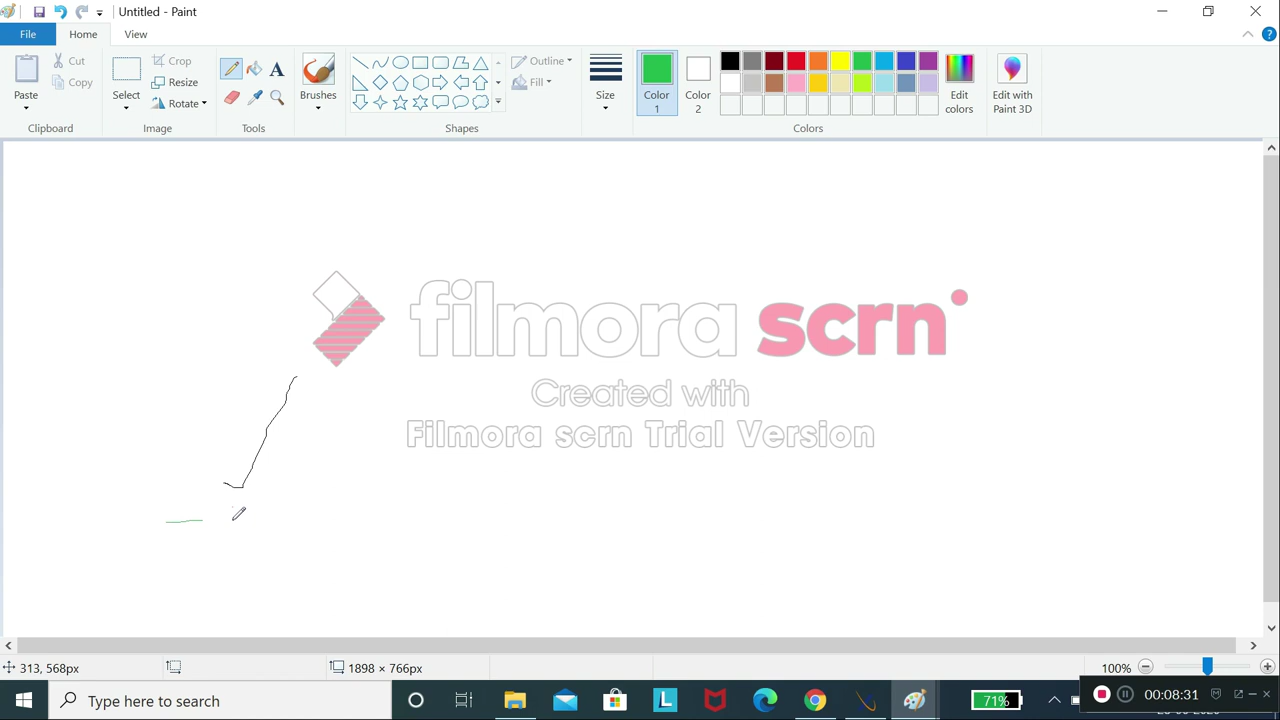 Untitled - Paint
File
Home
View
Paste
Cut
Copy
Clipboard
Select
Crop
Resize
Rotate
Image
A
Tools
Brushes
Outline
Fill
Shapes
Size
Color 1
Color 2
Edit colors
Colors
Edit with Paint 3D
filmora scrn
Created with
Filmora scrn Trial Version
313, 568px
1898 × 766px
100%
Type here to search
L
71%
00:08:31